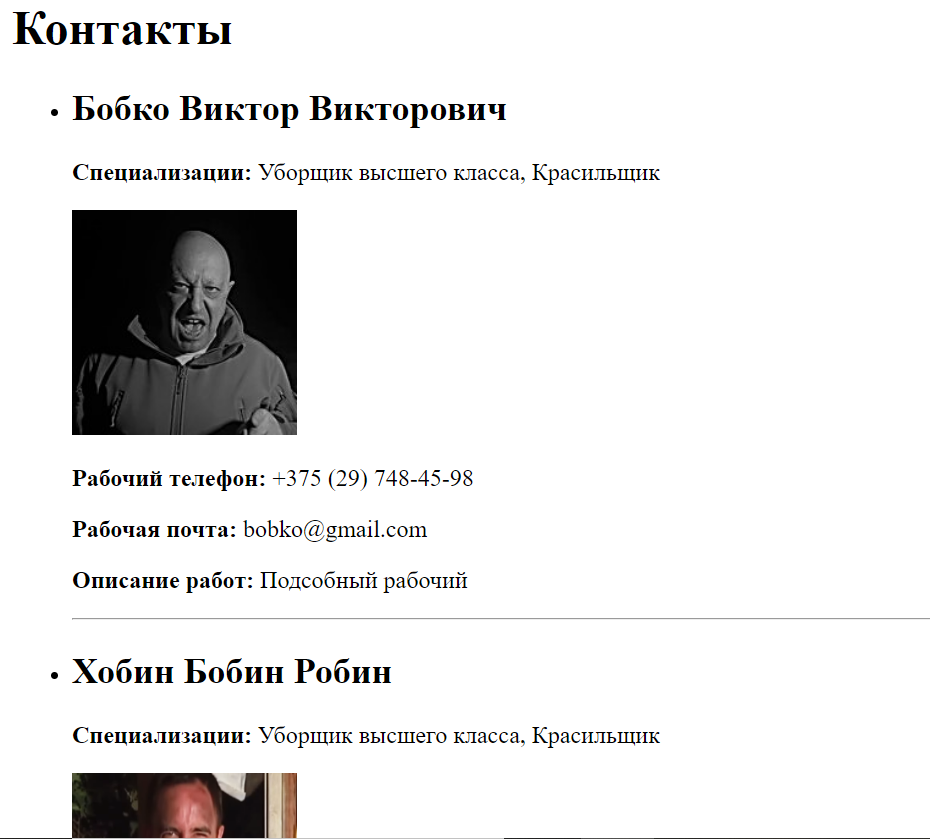 Контакты
Бобко Виктор Викторович
Специализации: Уборщик высшего класса, Красильщик
Рабочий телефон: +375 (29) 748-45-98
Рабочая почта: bobko@gmail.com
Описание работ: Подсобный рабочий
Хобин Бобин Робин
Специализации: Уборщик высшего класса, Красильщик